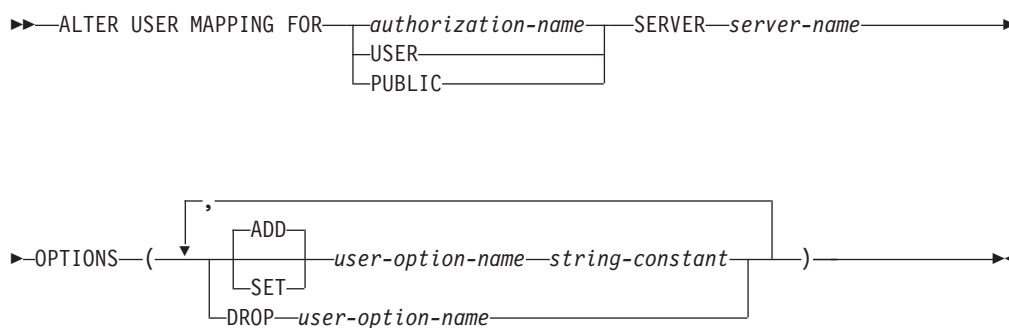 ALTER USER MAPPING FOR authorization-name SERVER server-name
USER
PUBLIC
,
ADD
OPTIONS ( user-option-name string-constant )
SET
DROP user-option-name